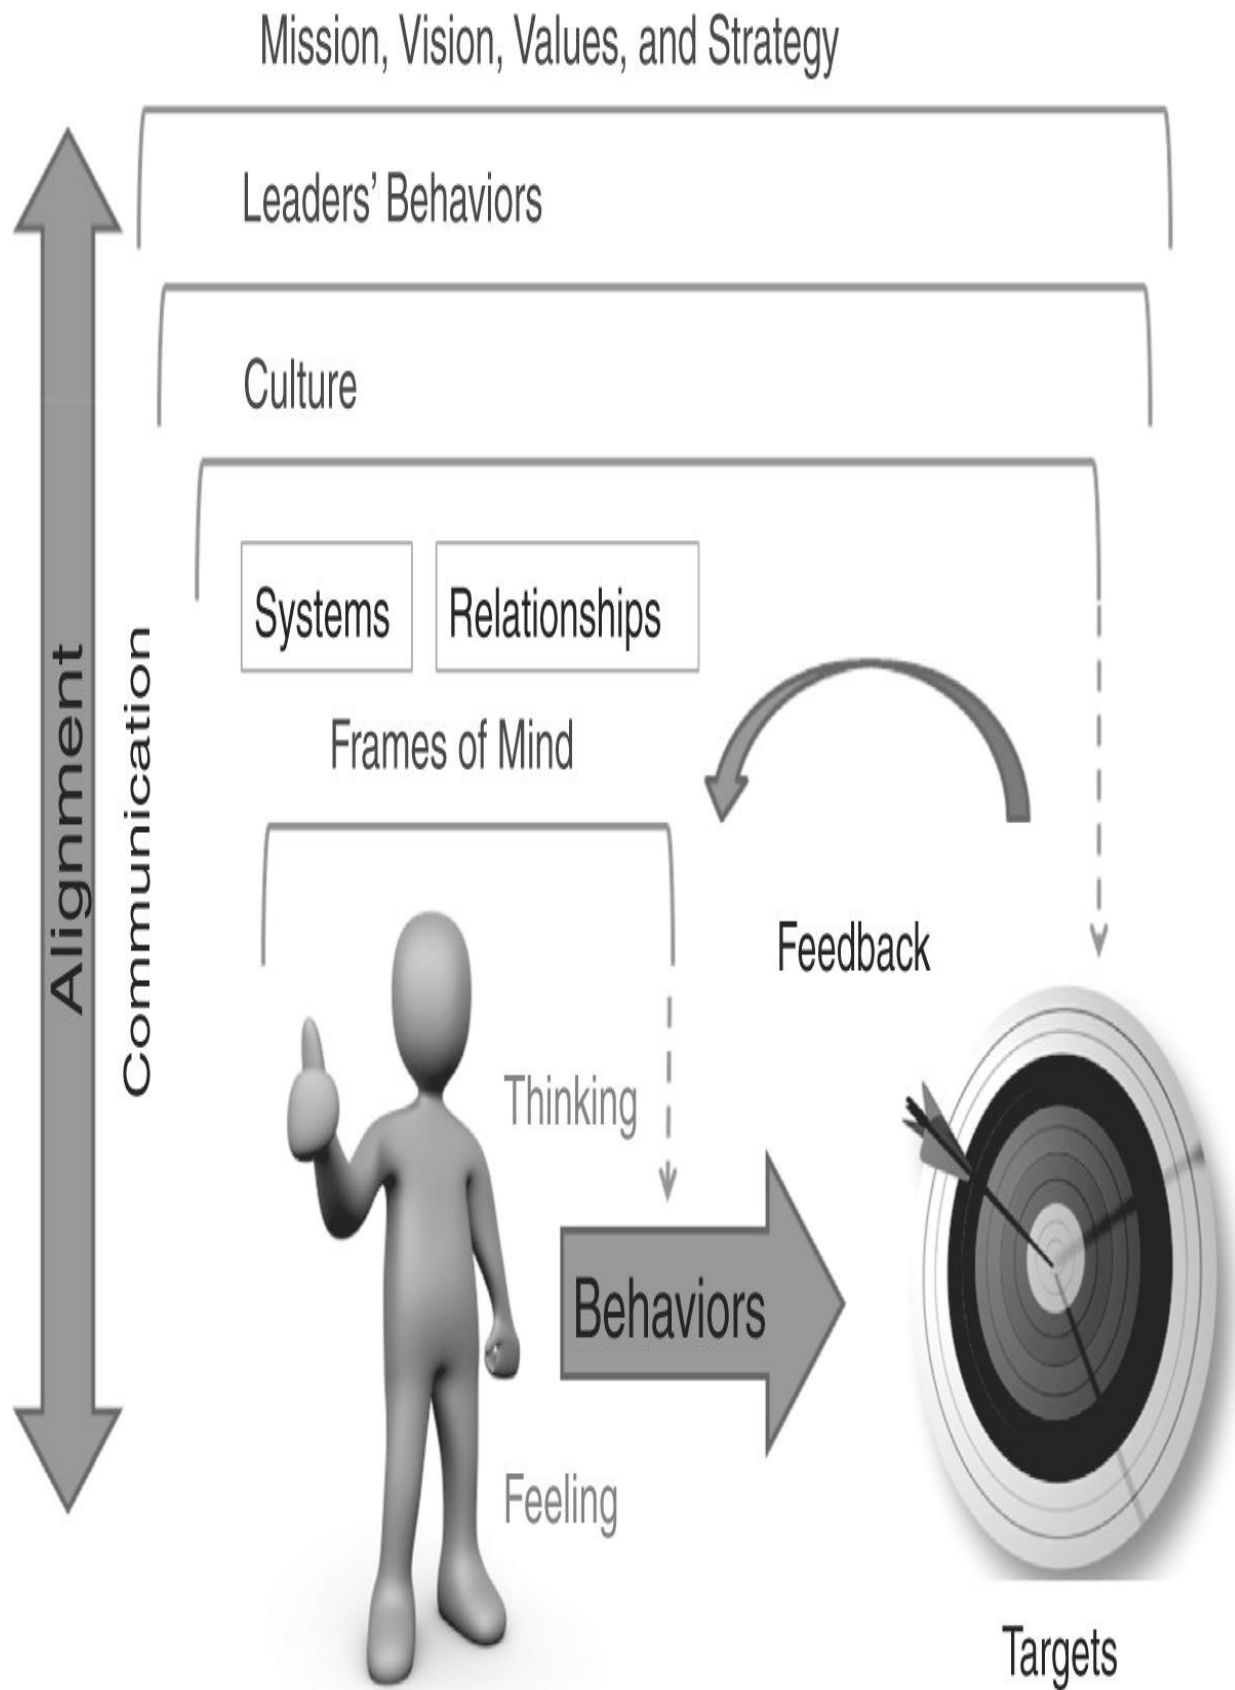 Mission, Vision, Values, and Strategy
Leaders' Behaviors
Culture
Systems
Relationships
Frames of Mind
Alignment
Communication
Feedback
Thinking
Behaviors
Feeling
Targets